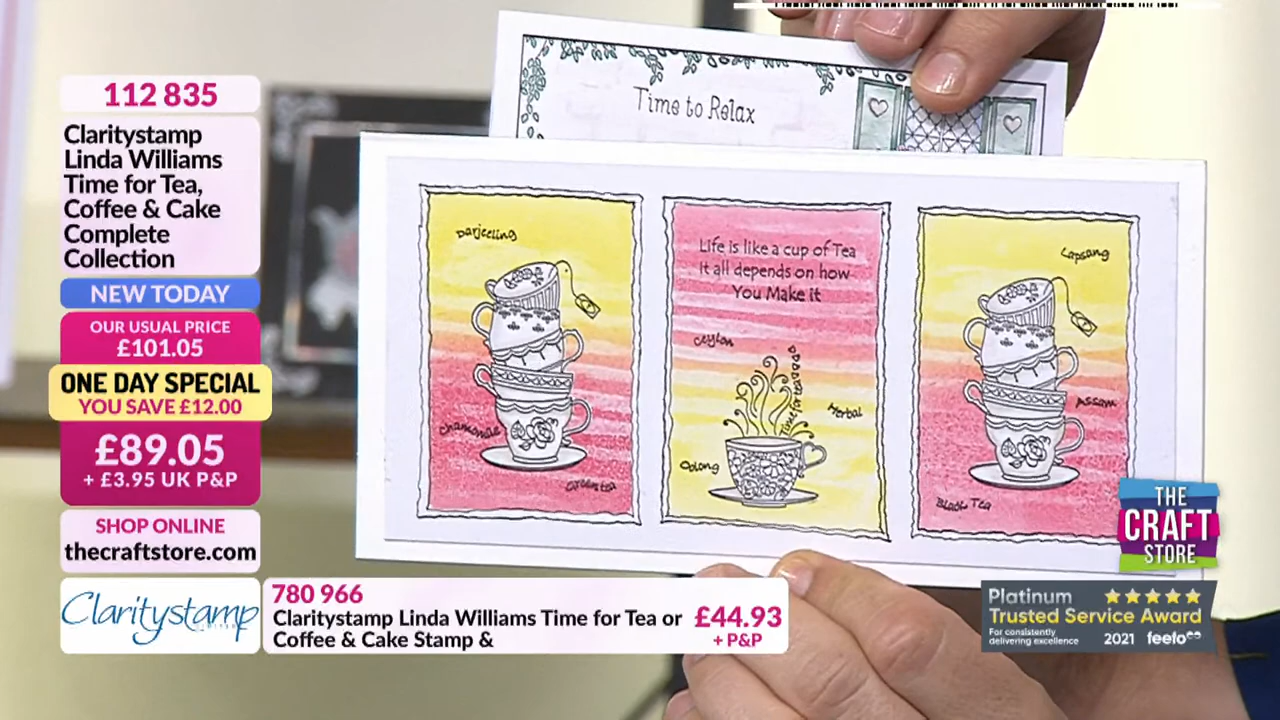 112 835
Claritystamp
Linda Williams
Time for Tea,
Coffee & Cake
Complete
Collection
NEW TODAY
OUR USUAL PRICE
£101.05
ONE DAY SPECIAL
YOU SAVE £12.00
£89.05
+ £3.95 UK P&P
SHOP ONLINE
thecraftstore.com
Claritystamp
780 966
Claritystamp Linda Williams Time for Tea or
Coffee & Cake Stamp &
£44.93
+ P&P
Time to Relax
Darjeeling
Chamomile
Green tea
Life is like a cup of Tea
It all depends on how
You Make it
Ceylon
Time for tea
Herbal
Oolong
Lapsang
Assam
Black Tea
THE
CRAFT
STORE
Platinum
Trusted Service Award
For consistently
delivering excellence
2021 feefo